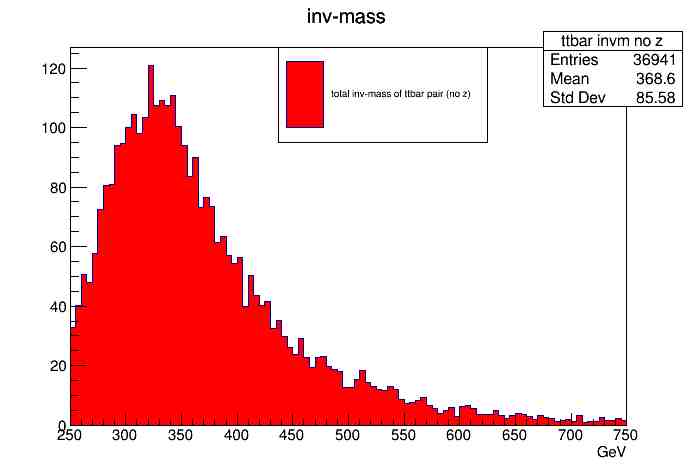 inv-mass
ttbar invm no z
Entries 36941
Mean 368.6
Std Dev 85.58
total inv-mass of ttbar pair (no z)
120
100
80
60
40
20
0
250 300 350 400 450 500 550 600 650 700 750
GeV